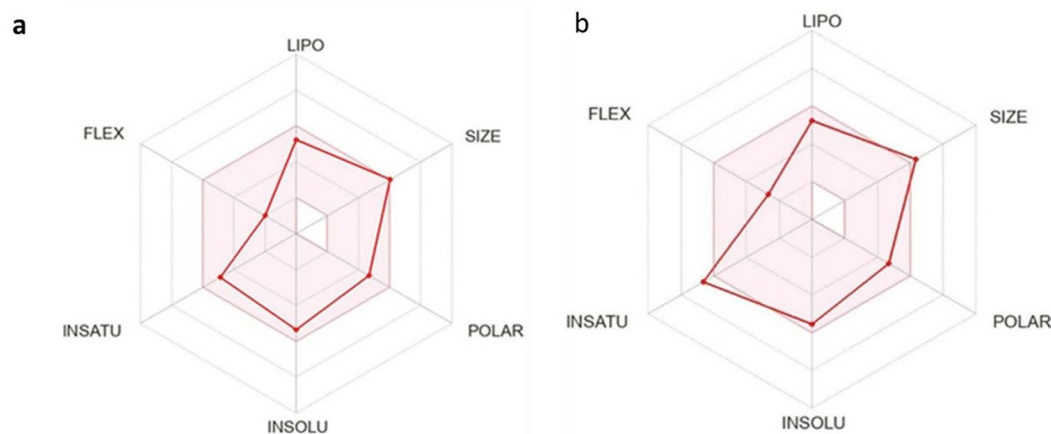 a
LIPO
FLEX
SIZE
INSATU
POLAR
INSOLU
b
LIPO
FLEX
SIZE
INSATU
POLAR
INSOLU